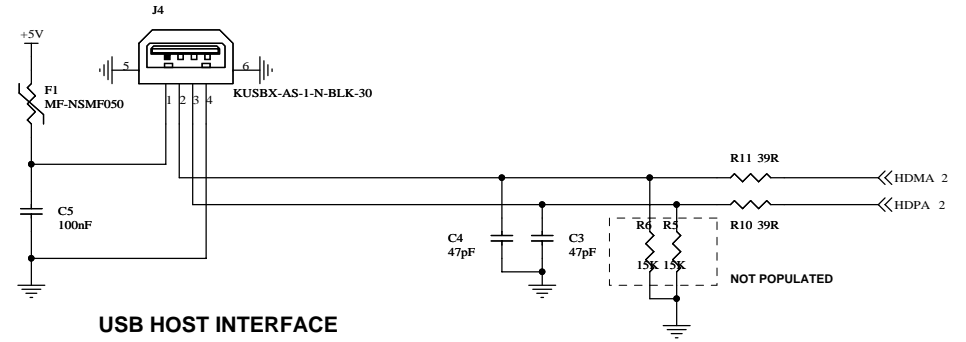 J4
+5V
5
6
F1
MF-NSMF050
KUSBX-AS-1-N-BLK-30
1 2 3 4
R11 39R
HDMA 2
HDPA 2
C5
100nF
R6 R5
R10 39R
C4
47pF
C3
47pF
15K 15K
NOT POPULATED
USB HOST INTERFACE